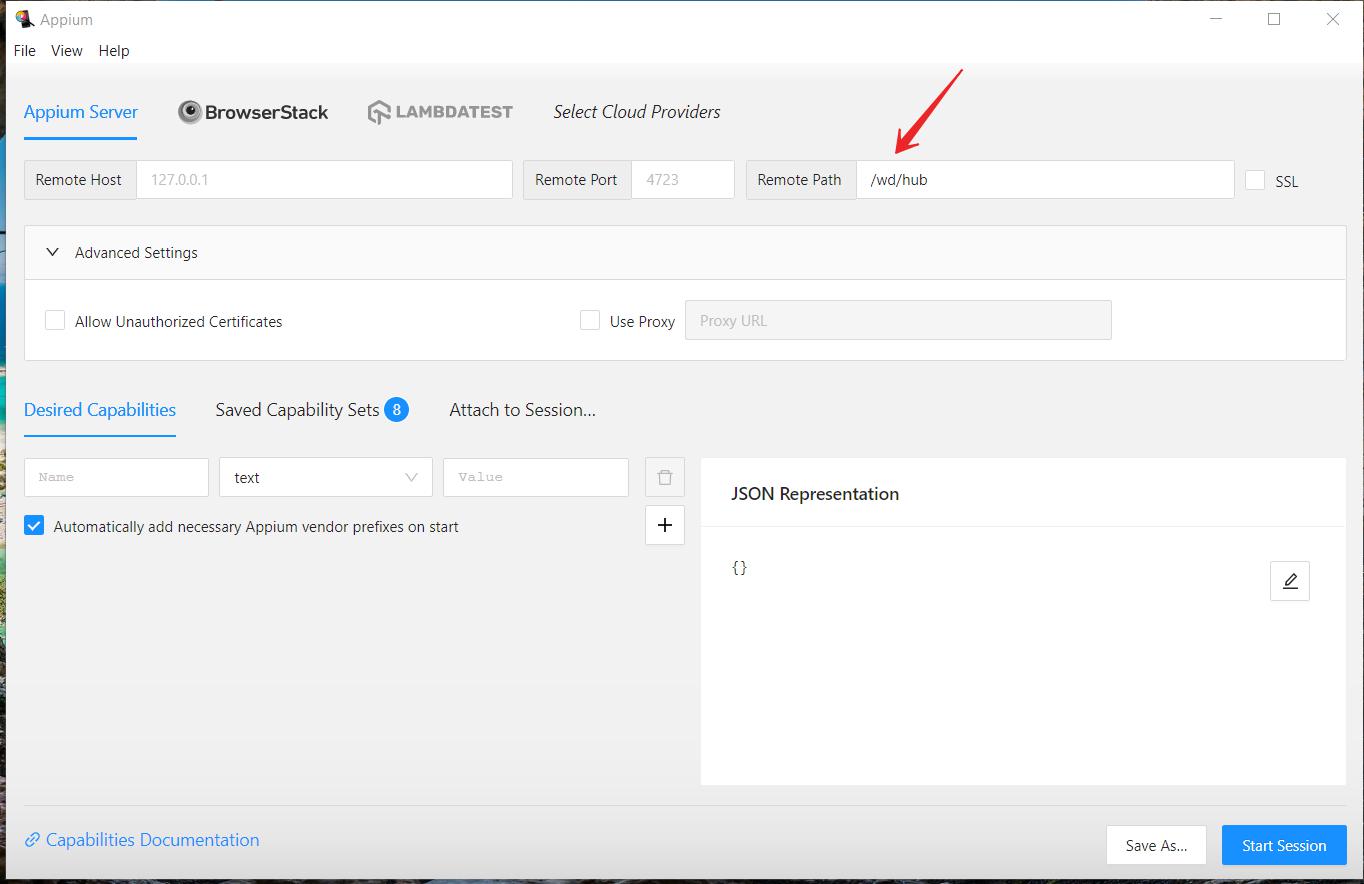 Appium
File View Help
Appium Server BrowserStack LAMBDATEST Select Cloud Providers
Remote Host 127.0.0.1 Remote Port 4723 Remote Path /wd/hub SSL
Advanced Settings
Allow Unauthorized Certificates Use Proxy Proxy URL
Desired Capabilities Saved Capability Sets 8 Attach to Session...
Name text Value
JSON Representation
Automatically add necessary Appium vendor prefixes on start
{}
Capabilities Documentation
Save As... Start Session